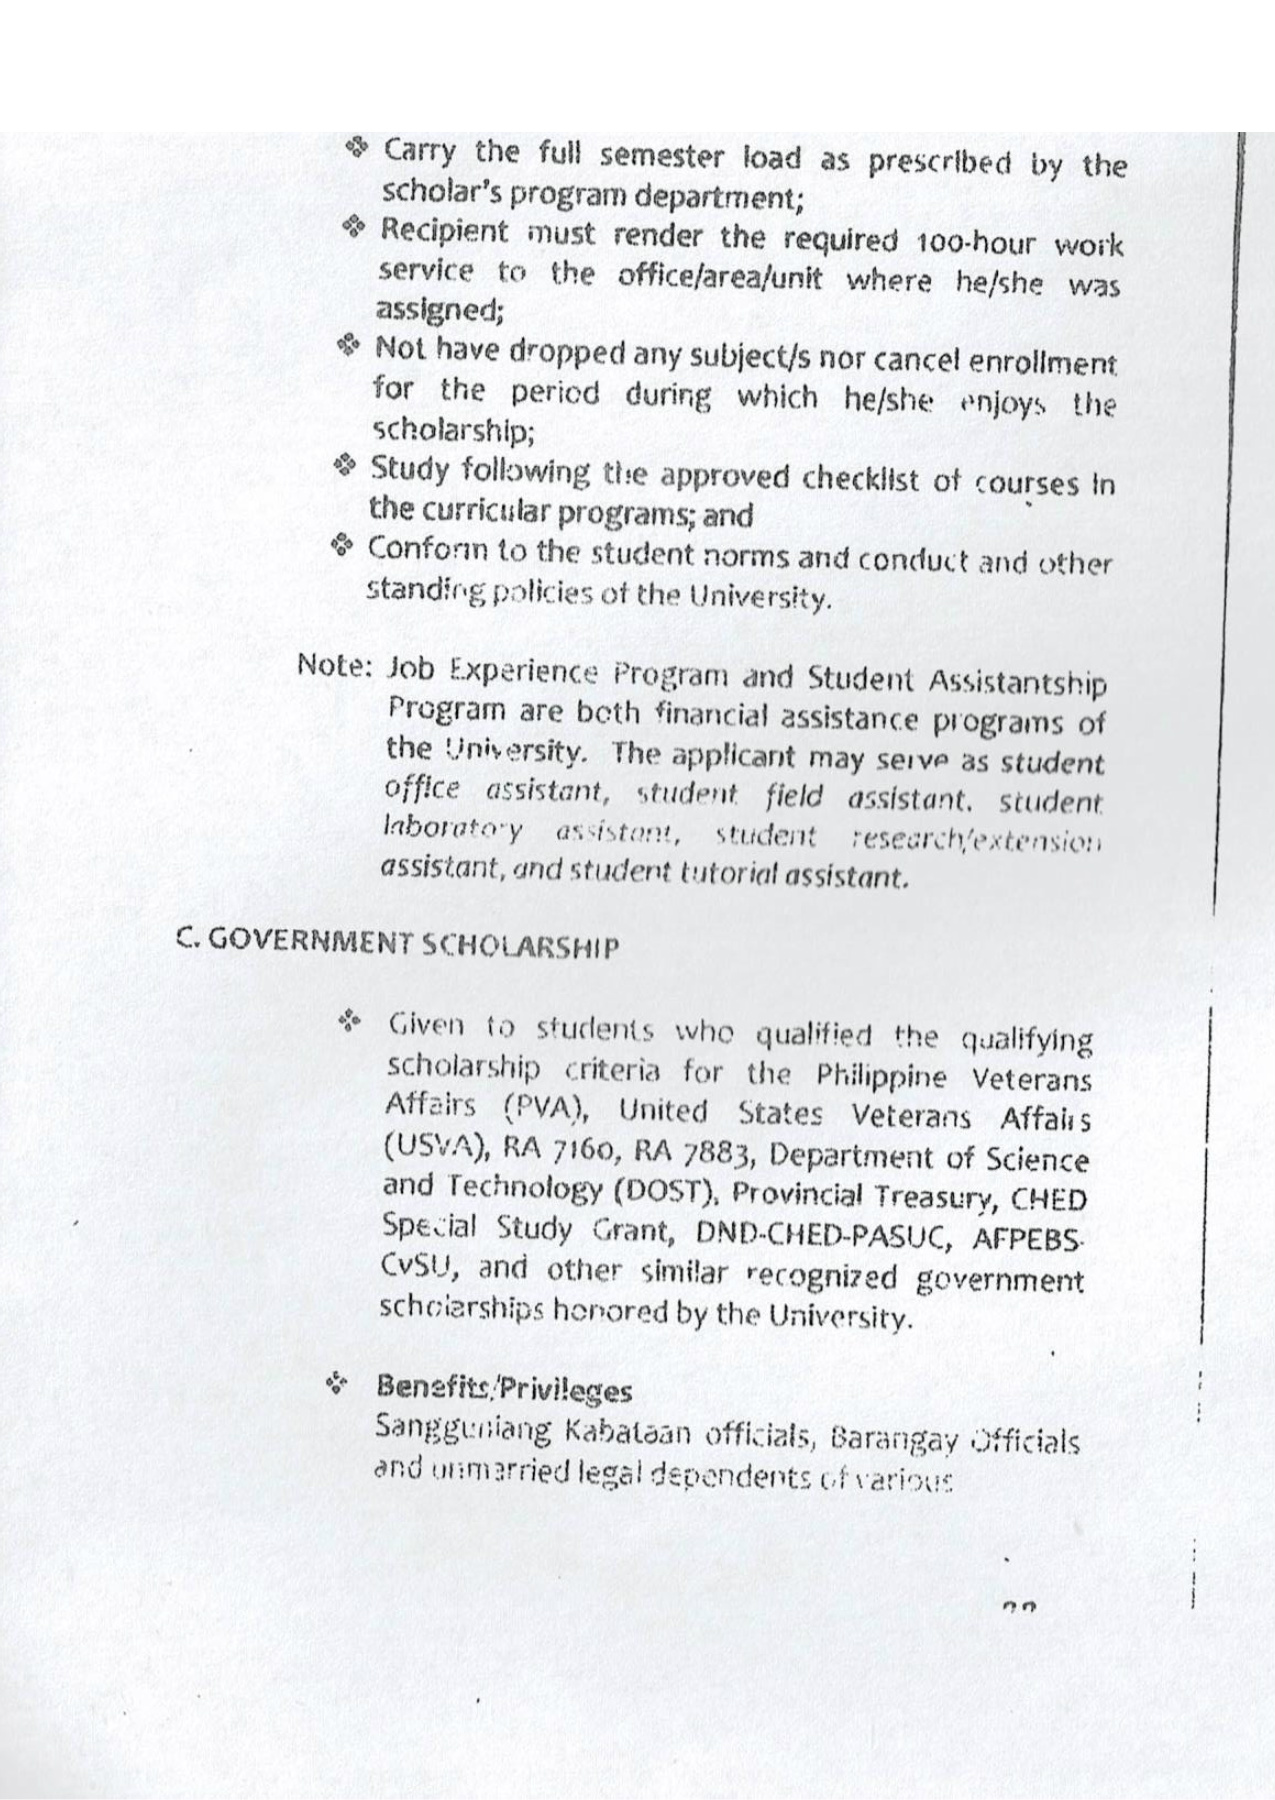 ❖ Carry the full semester load as prescribed by the
scholar's program department;
❖ Recipient must render the required 100-hour work
service to the office/area/unit where he/she was
assigned;
❖ Not have dropped any subject/s nor cancel enrollment
for the period during which he/she enjoys the
scholarship;
❖ Study following the approved checklist of courses in
the curricular programs; and
❖ Conform to the student norms and conduct and other
standing policies of the University.
Note: Job Experience Program and Student Assistantship
Program are both financial assistance programs of
the University. The applicant may serve as student
office assistant, student field assistant, student
laboratory assistant, student research/extension
assistant, and student tutorial assistant.
C. GOVERNMENT SCHOLARSHIP
❖ Given to students who qualified the qualifying
scholarship criteria for the Philippine Veterans
Affairs (PVA), United States Veterans Affairs
(USVA), RA 7160, RA 7883, Department of Science
and Technology (DOST), Provincial Treasury, CHED
Special Study Grant, DND-CHED-PASUC, AFPEBS-
CvSU, and other similar recognized government
scholarships honored by the University.
❖ Benefits/Privileges
Sangguniang Kabataan officials, Barangay Officials
and unmarried legal dependents of various